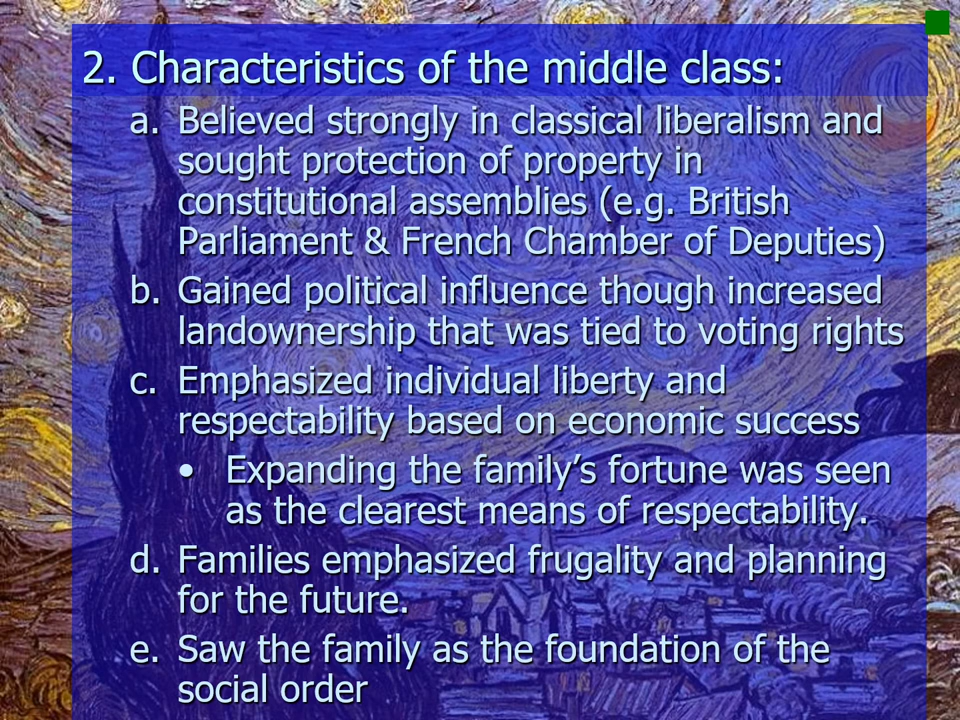 2. Characteristics of the middle class:
a. Believed strongly in classical liberalism and
sought protection of property in
constitutional assemblies (e.g. British
Parliament & French Chamber of Deputies)
b. Gained political influence though increased
landownership that was tied to voting rights
c. Emphasized individual liberty and
respectability based on economic success
• Expanding the family’s fortune was seen
as the clearest means of respectability.
d. Families emphasized frugality and planning
for the future.
e. Saw the family as the foundation of the
social order